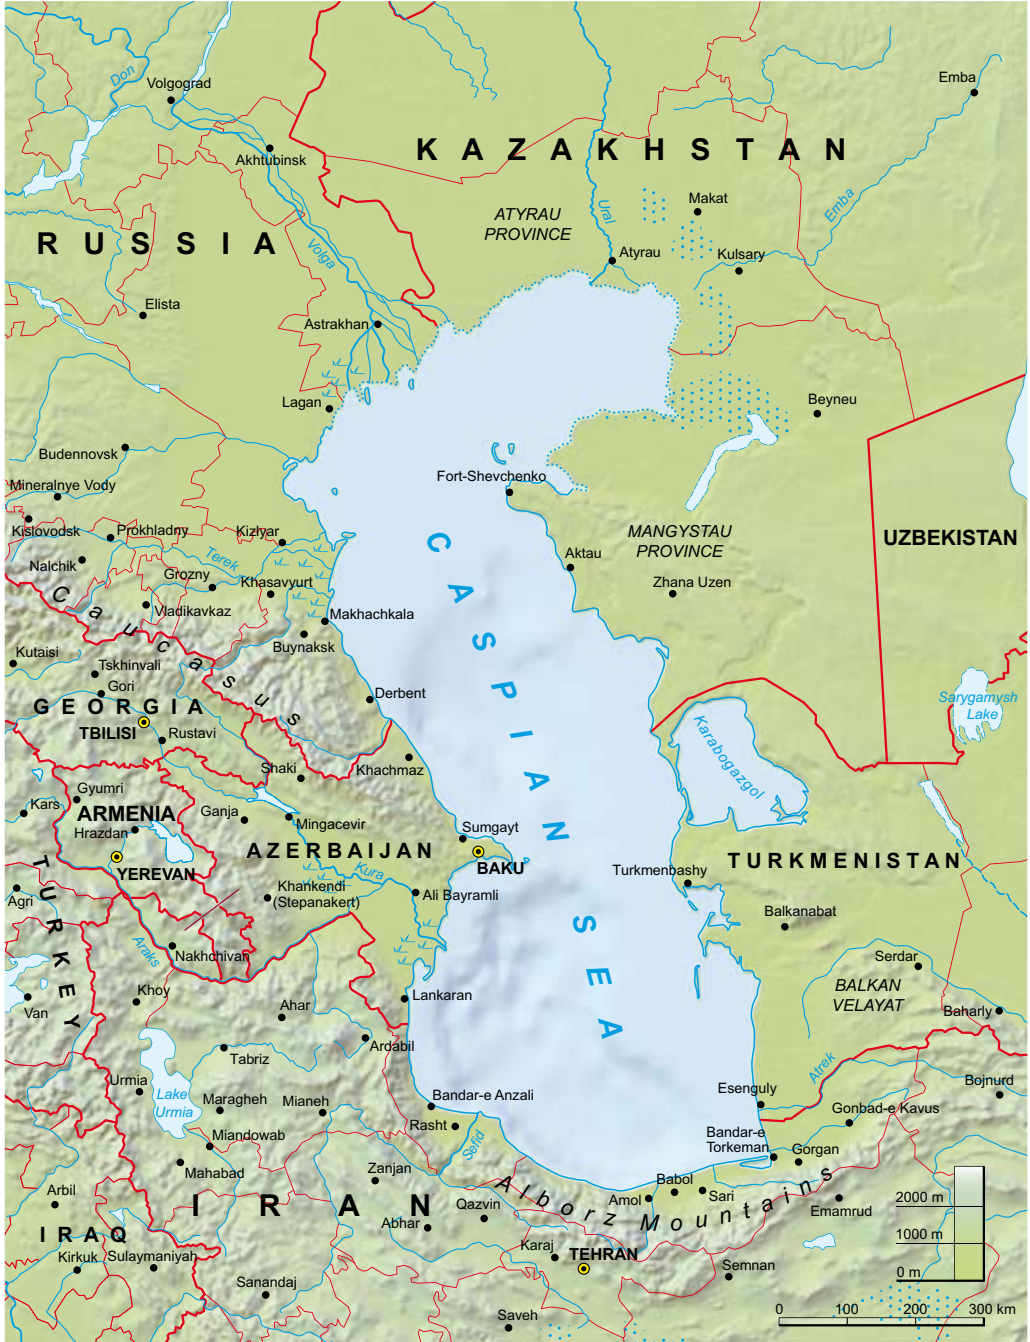 Don
Volgograd
Emba
Akhtubinsk
KAZAKHSTAN
Makat
Emba
ATYRAU
PROVINCE
Ural
RUSSIA
Volga
Atyrau
Kulsary
Elista
Astrakhan
Lagan
Beyneu
Budennovsk
Fort-Shevchenko
Mineralnye Vody
Kislovodsk
Prokhladny
Kizlyar
MANGYSTAU
PROVINCE
UZBEKISTAN
Terek
Aktau
Nalchik
Grozny
Khasavyurt
Zhana Uzen
Caucasus
Vladikavkaz
Makhachkala
CASPIAN SEA
Kutaisi
Buynaksk
Tskhinvali
Gori
Derbent
Sarygamysh
Lake
GEORGIA
TBILISI
Rustavi
Karabogazgol
Shaki
Khachmaz
Gyumri
Kars
ARMENIA
Ganja
Mingacevir
Hrazdan
Sumgayt
AZERBAIJAN
BAKU
TURKMENISTAN
YEREVAN
Kura
Turkmenbashy
TURKEY
Agri
Khankendi
(Stepanakert)
Ali Bayramli
Balkanabat
Araks
Nakhchivan
Serdar
Van
Khoy
Ahar
Lankaran
BALKAN
VELAYAT
Baharly
Ardabil
Tabriz
Atrek
Urmia
Lake
Urmia
Maragheh
Mianeh
Bandar-e Anzali
Esenguly
Bojnurd
Gonbad-e Kavus
Rasht
Sefid
Miandowab
Bandar-e
Torkeman
Gorgan
Mahabad
Zanjan
Alborz Mountains
Babol
Arbil
IRAN
Qazvin
Amol
Sari
Emamrud
2000 m
IRAQ
Abhar
1000 m
Kirkuk
Sulaymaniyah
Karaj
TEHRAN
Semnan
0 m
Sanandaj
Saveh
0
100
200
300 km